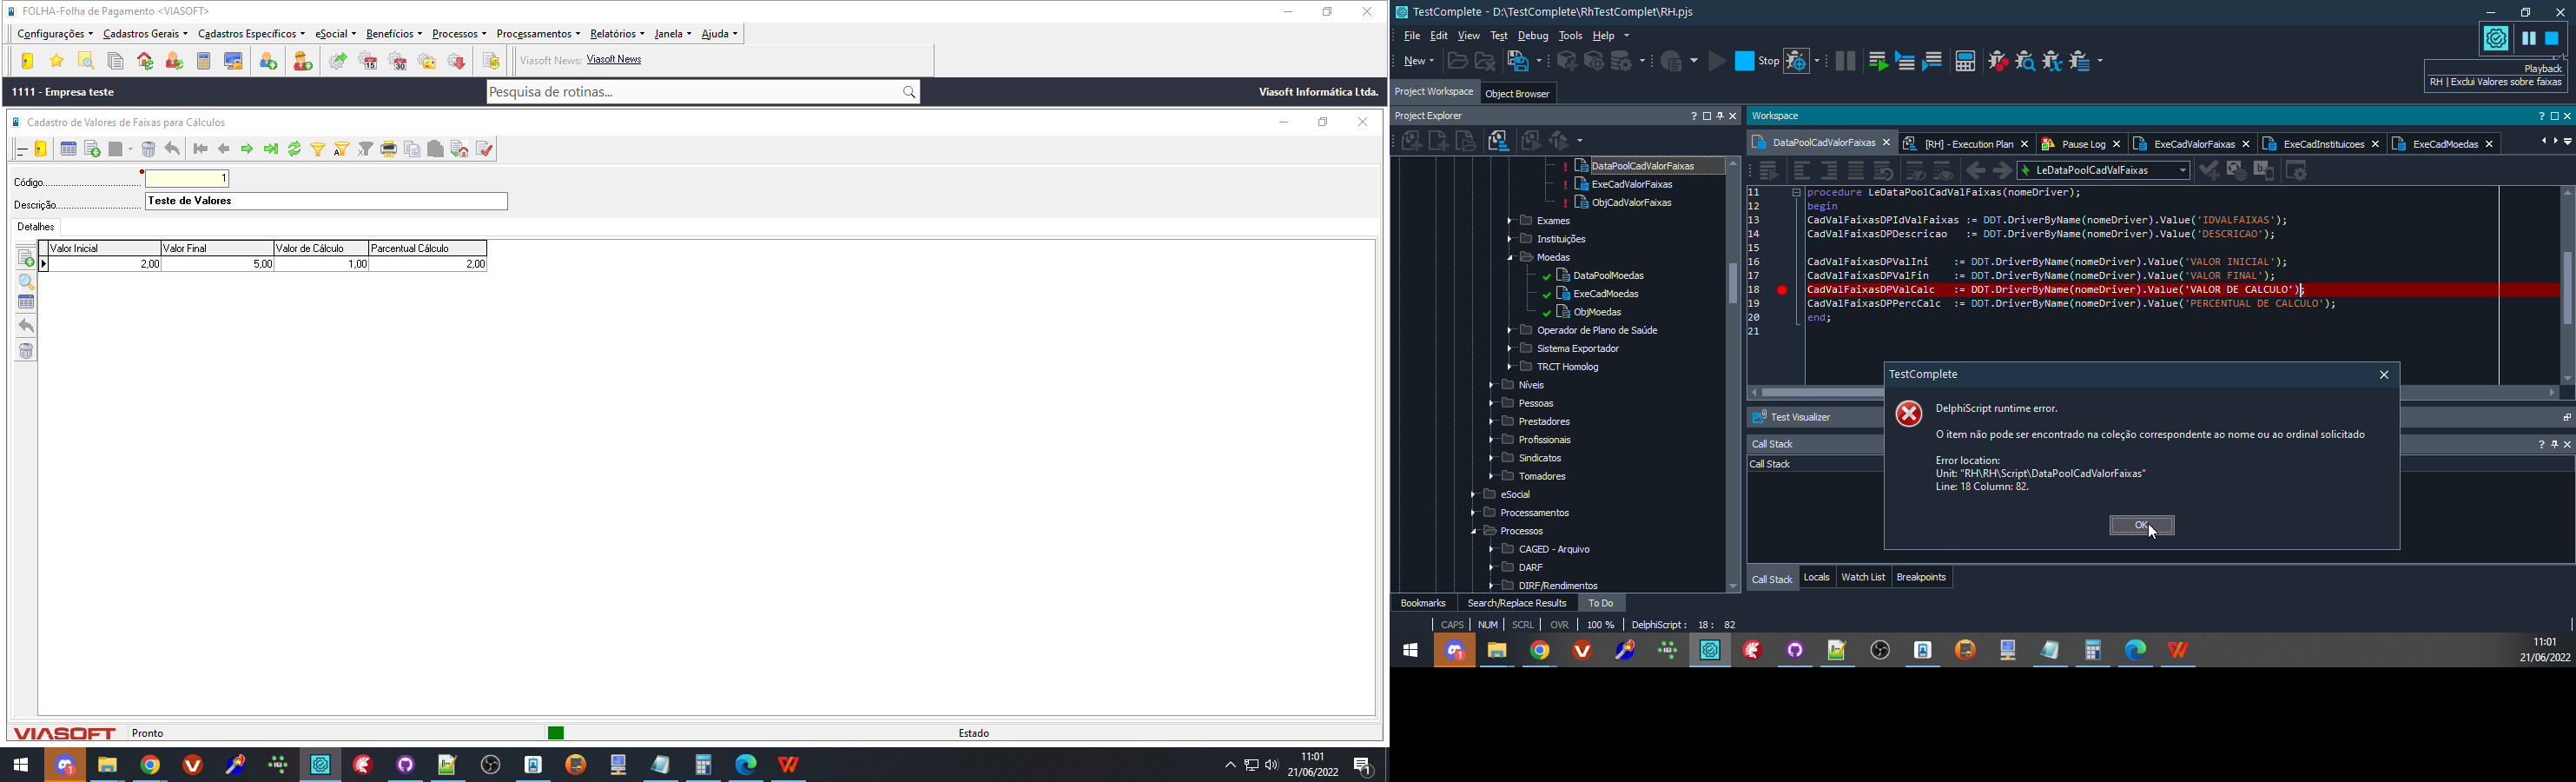 FOLHA-Folha de Pagamento <VIASOFT>
Configurações Cadastros Gerais Cadastros Específicos eSocial Benefícios Processos Processamentos Relatórios Janela Ajuda
Viasoft News: Viasoft News
1111 - Empresa teste
Pesquisa de rotinas...
Viasoft Informática Ltda.
Cadastro de Valores de Faixas para Cálculos
Código
1
Descrição
Teste de Valores
Detalhes
Valor Inicial Valor Final Valor de Cálculo Parcentual Cálculo
2,00 5,00 1,00 2,00
VIASOFT Pronto
Estado
11:01
21/06/2022
TestComplete - D:\TestComplete\RhTestComplet\RH.pjs
File Edit View Test Debug Tools Help
New
Stop
Playback
RH | Exclui Valores sobre faixas
Project Workspace Object Browser
Project Explorer
DataPoolCadValorFaixas
ExeCadValorFaixas
ObjCadValorFaixas
Exames
Instituições
Moedas
DataPoolMoedas
ExeCadMoedas
ObjMoedas
Operador de Plano de Saúde
Sistema Exportador
TRCT Homolog
Níveis
Pessoas
Prestadores
Profissionais
Sindicatos
Tomadores
eSocial
Processamentos
Processos
CAGED - Arquivo
DARF
DIRF/Rendimentos
Bookmarks Search/Replace Results To Do
Workspace
DataPoolCadValorFaixas [RH] - Execution Plan Pause Log ExeCadValorFaixas ExeCadInstituicoes ExeCadMoedas
LeDataPoolCadValFaixas
11 procedure LeDataPoolCadValFaixas(nomeDriver);
12 begin
13 CadValFaixasDPIdValFaixas := DDT.DriverByName(nomeDriver).Value('IDVALFAIXAS');
14 CadValFaixasDPDescricao := DDT.DriverByName(nomeDriver).Value('DESCRICAO');
15
16 CadValFaixasDPValIni := DDT.DriverByName(nomeDriver).Value('VALOR INICIAL');
17 CadValFaixasDPValFin := DDT.DriverByName(nomeDriver).Value('VALOR FINAL');
18 CadValFaixasDPValCalc := DDT.DriverByName(nomeDriver).Value('VALOR DE CALCULO');
19 CadValFaixasDPPercCalc := DDT.DriverByName(nomeDriver).Value('PERCENTUAL DE CALCULO');
20 end;
21
Test Visualizer
Call Stack
Call Stack
TestComplete
DelphiScript runtime error.
O item não pode ser encontrado na coleção correspondente ao nome ou ao ordinal solicitado
Error location:
Unit: "RH\RH\Script\DataPoolCadValorFaixas"
Line: 18 Column: 82.
OK
Call Stack Locals Watch List Breakpoints
CAPS NUM SCRL OVR 100 % DelphiScript : 18 : 82
11:01
21/06/2022